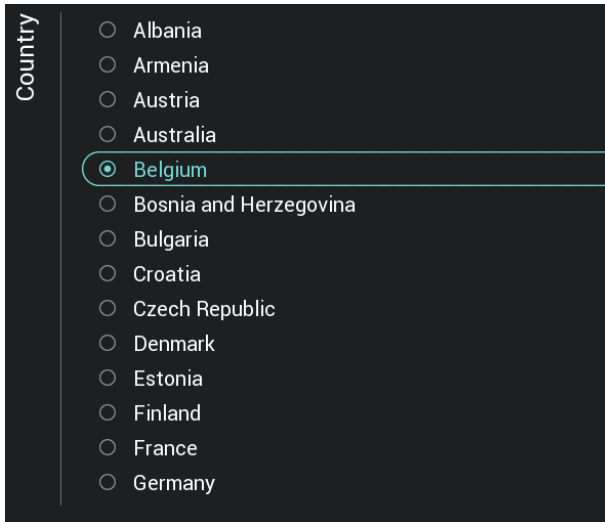 Country
Albania
Armenia
Austria
Australia
Belgium
Bosnia and Herzegovina
Bulgaria
Croatia
Czech Republic
Denmark
Estonia
Finland
France
Germany